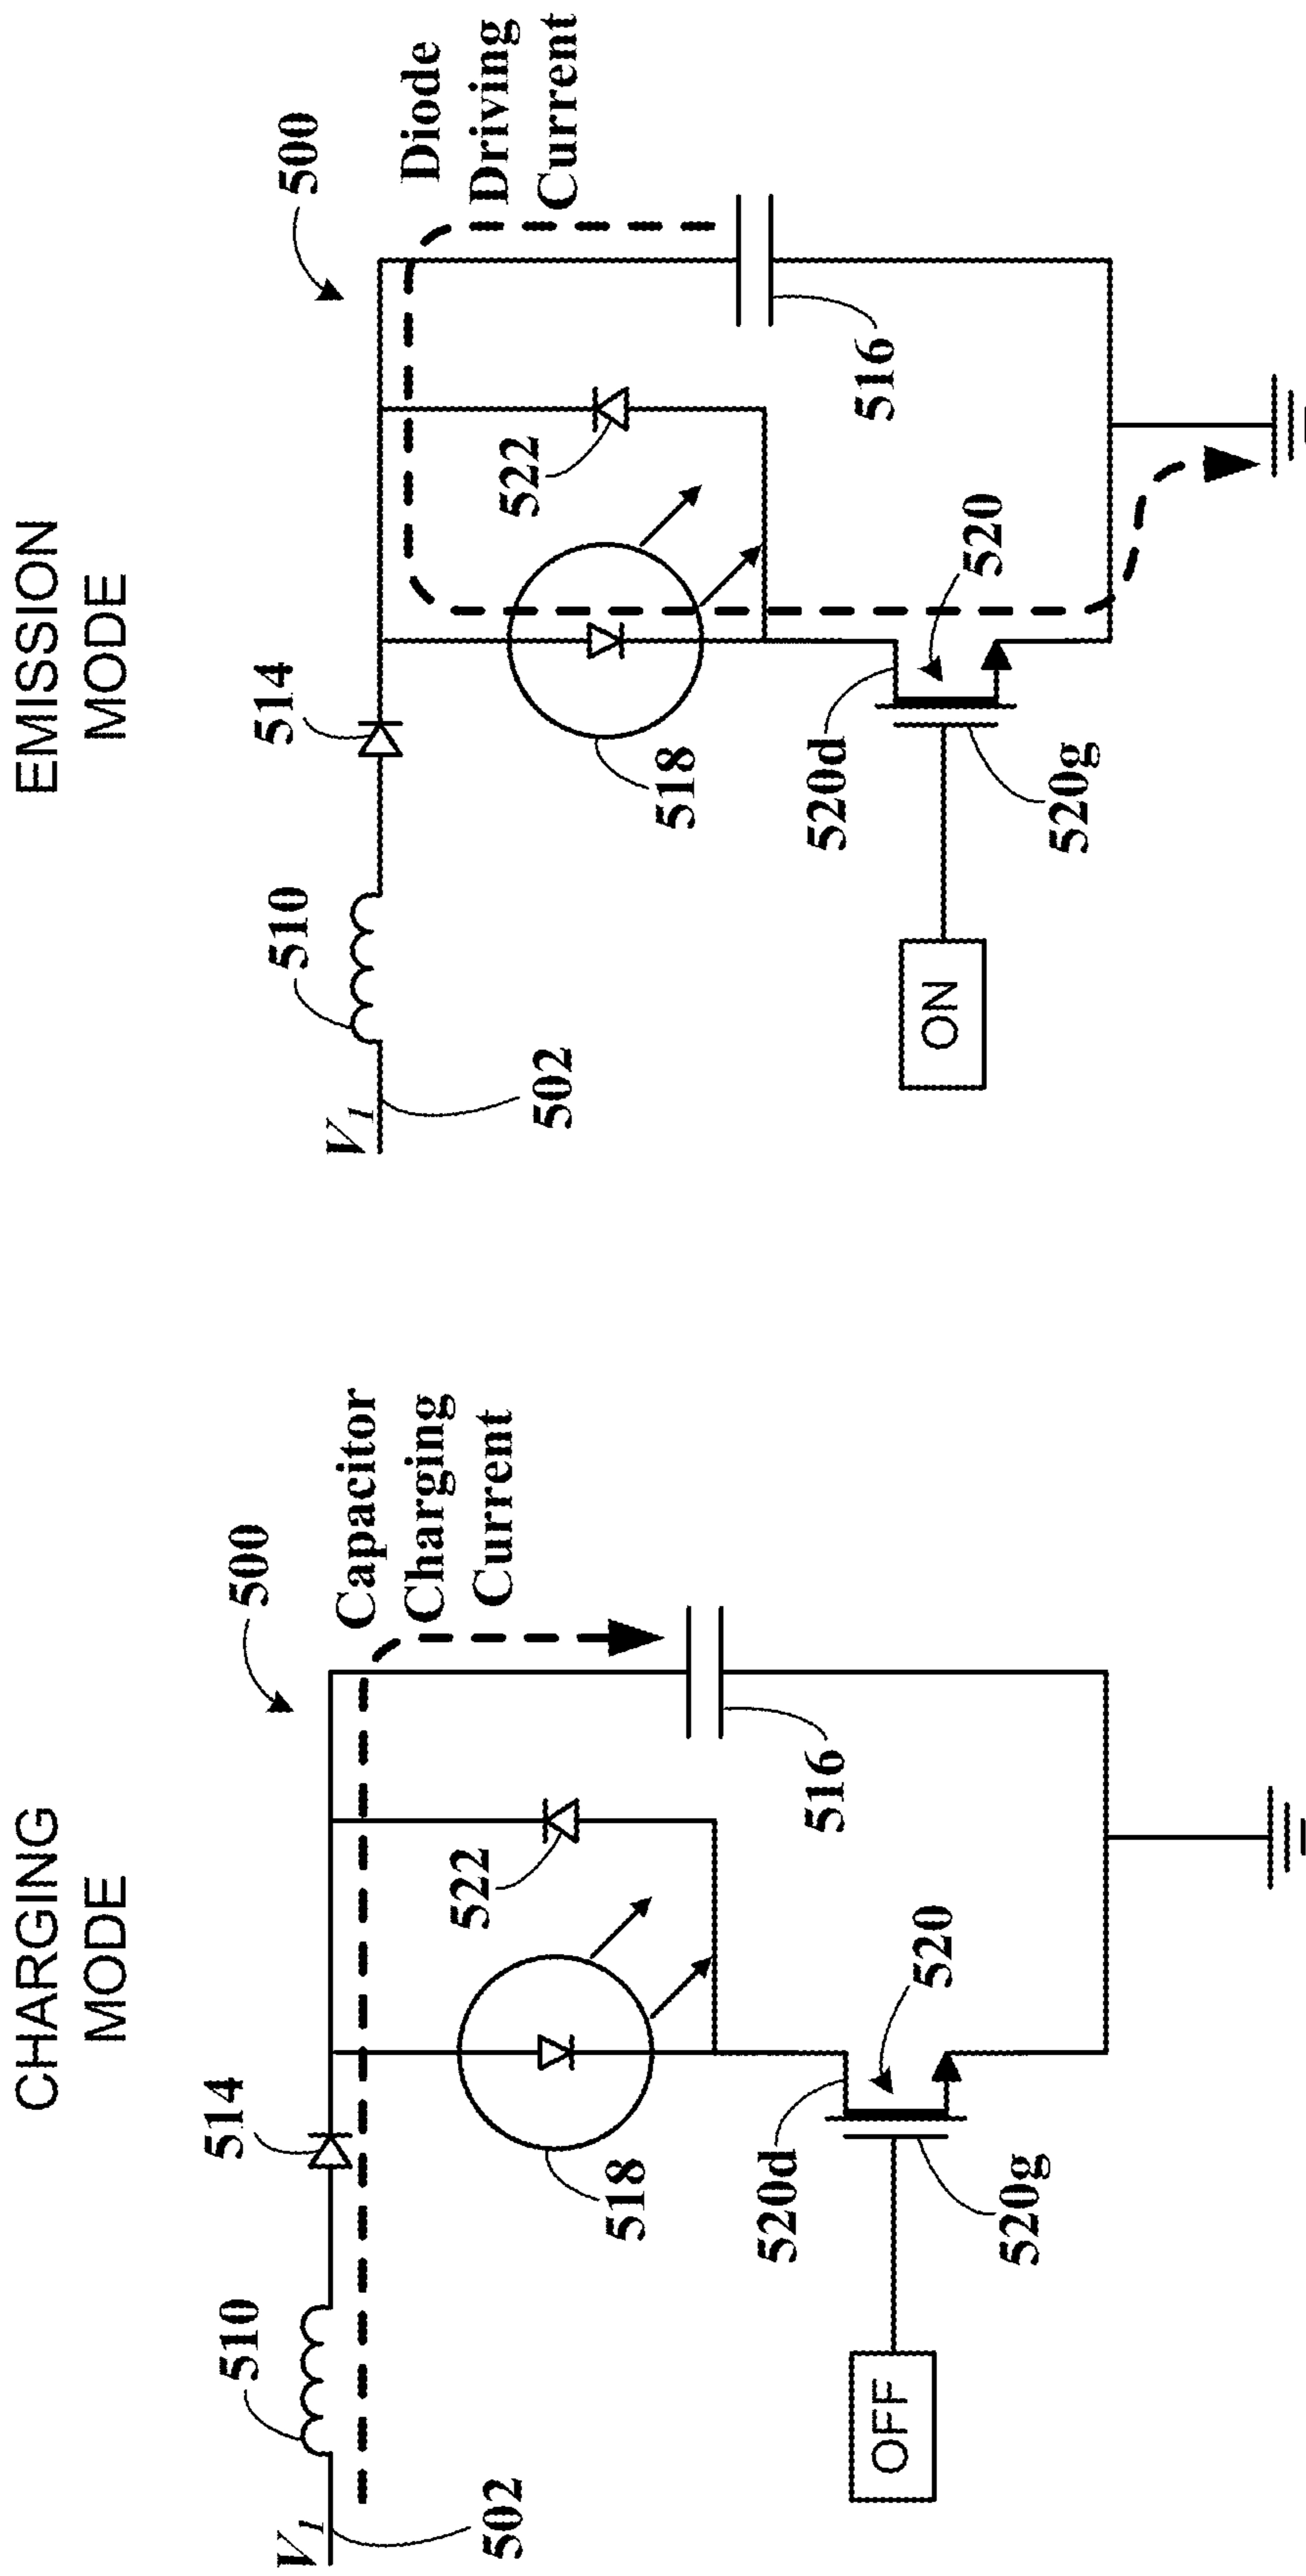 CHARGING
MODE
500
Capacitor
Charging
Current
514
510
V1
502
522
518
516
520
520d
520g
OFF
EMISSION
MODE
500
Diode
Driving
Current
514
510
V1
502
522
518
516
520
520d
520g
ON